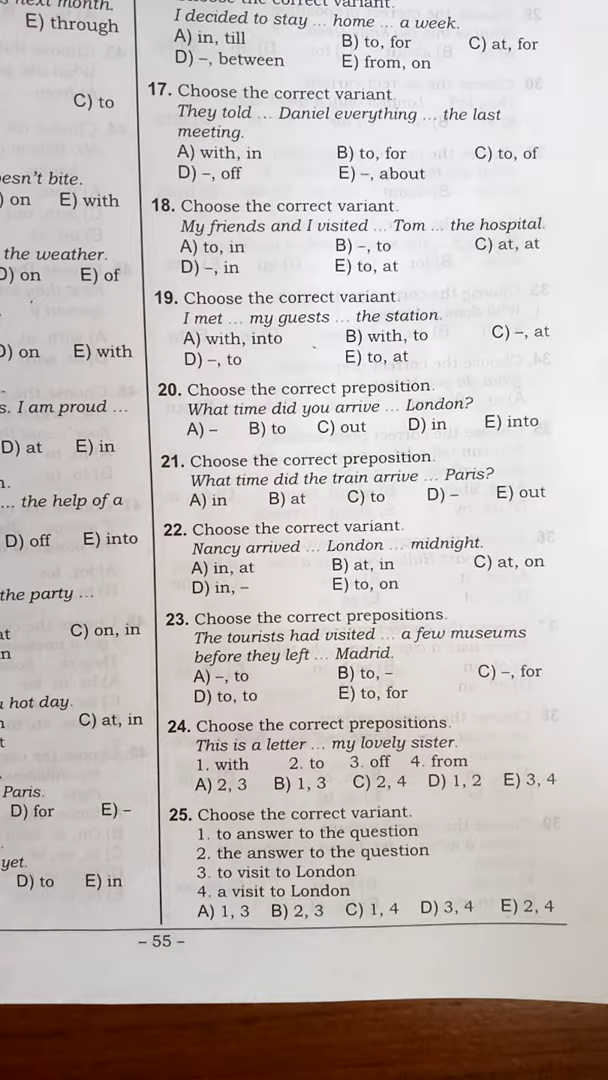 next month.
E) through
C) to
esn't bite.
on E) with
the weather.
D) on E) of
D) on E) with
s. I am proud ...
D) at E) in
... the help of a
D) off E) into
the party ...
at C) on, in
hot day.
C) at, in
Paris.
D) for E) –
yet.
D) to E) in
Choose the correct variant.
I decided to stay ... home ... a week.
A) in, till B) to, for C) at, for
D) –, between E) from, on
17. Choose the correct variant.
They told ... Daniel everything ... the last
meeting.
A) with, in B) to, for C) to, of
D) –, off E) –, about
18. Choose the correct variant.
My friends and I visited ... Tom ... the hospital.
A) to, in B) –, to C) at, at
D) –, in E) to, at
19. Choose the correct variant.
I met ... my guests ... the station.
A) with, into B) with, to C) –, at
D) –, to E) to, at
20. Choose the correct preposition.
What time did you arrive ... London?
A) – B) to C) out D) in E) into
21. Choose the correct preposition.
What time did the train arrive ... Paris?
A) in B) at C) to D) – E) out
22. Choose the correct variant.
Nancy arrived ... London ... midnight.
A) in, at B) at, in C) at, on
D) in, – E) to, on
23. Choose the correct prepositions.
The tourists had visited ... a few museums
before they left ... Madrid.
A) –, to B) to, – C) –, for
D) to, to E) to, for
24. Choose the correct prepositions.
This is a letter ... my lovely sister.
1. with 2. to 3. off 4. from
A) 2, 3 B) 1, 3 C) 2, 4 D) 1, 2 E) 3, 4
25. Choose the correct variant.
1. to answer to the question
2. the answer to the question
3. to visit to London
4. a visit to London
A) 1, 3 B) 2, 3 C) 1, 4 D) 3, 4 E) 2, 4
– 55 –